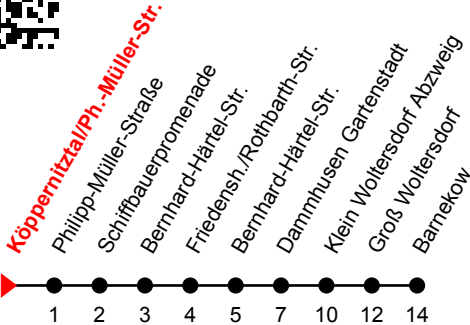 Köppernitztal/Ph.-Müller-Str.
Philipp-Müller-Straße
Schiffbauerpromenade
Bernhard-Härtel-Str.
Friedensh./Rothbarth-Str.
Bernhard-Härtel-Str.
Dammhusen Gartenstadt
Klein Woltersdorf Abzweig
Groß Woltersdorf
Barnekow
1 2 3 4 5 7 10 12 14